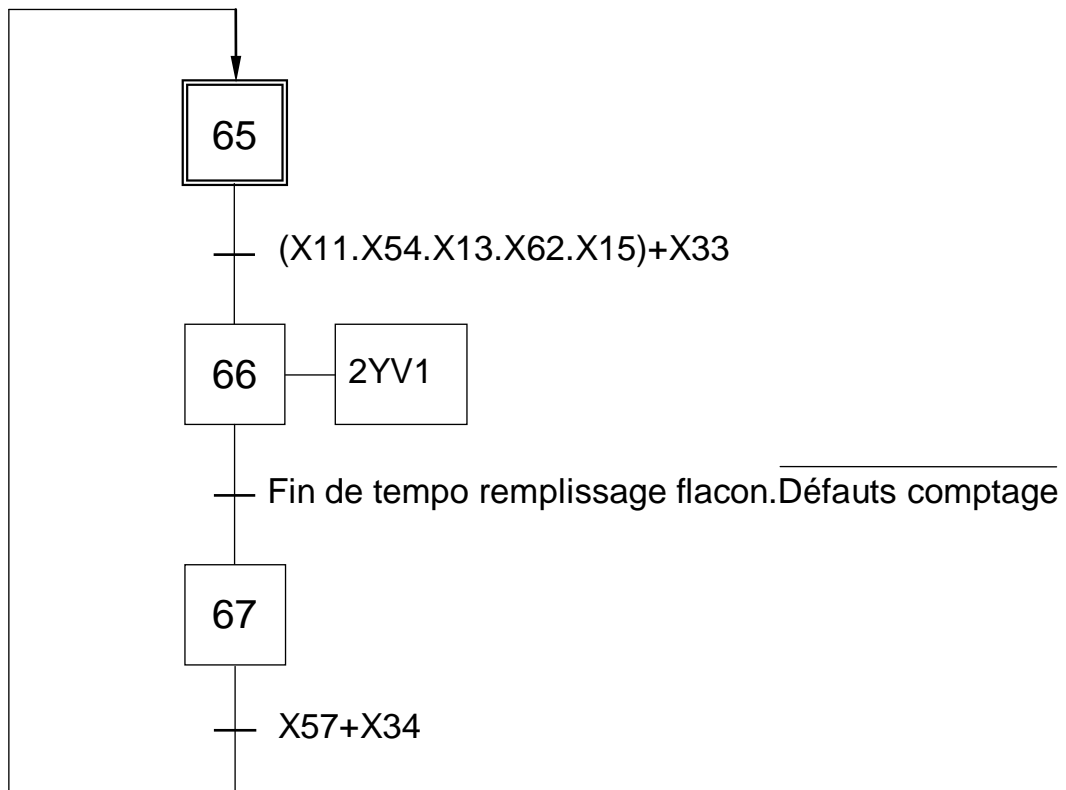 65
(X11.X54.X13.X62.X15)+X33
66
2YV1
Fin de tempo remplissage flacon.Défauts comptage
67
X57+X34